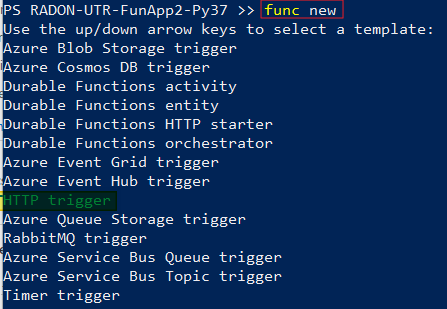 PS RADON-UTR-FunApp2-Py37 >> func new
Use the up/down arrow keys to select a template:
Azure Blob Storage trigger
Azure Cosmos DB trigger
Durable Functions activity
Durable Functions entity
Durable Functions HTTP starter
Durable Functions orchestrator
Azure Event Grid trigger
Azure Event Hub trigger
HTTP trigger
Azure Queue Storage trigger
RabbitMQ trigger
Azure Service Bus Queue trigger
Azure Service Bus Topic trigger
Timer trigger